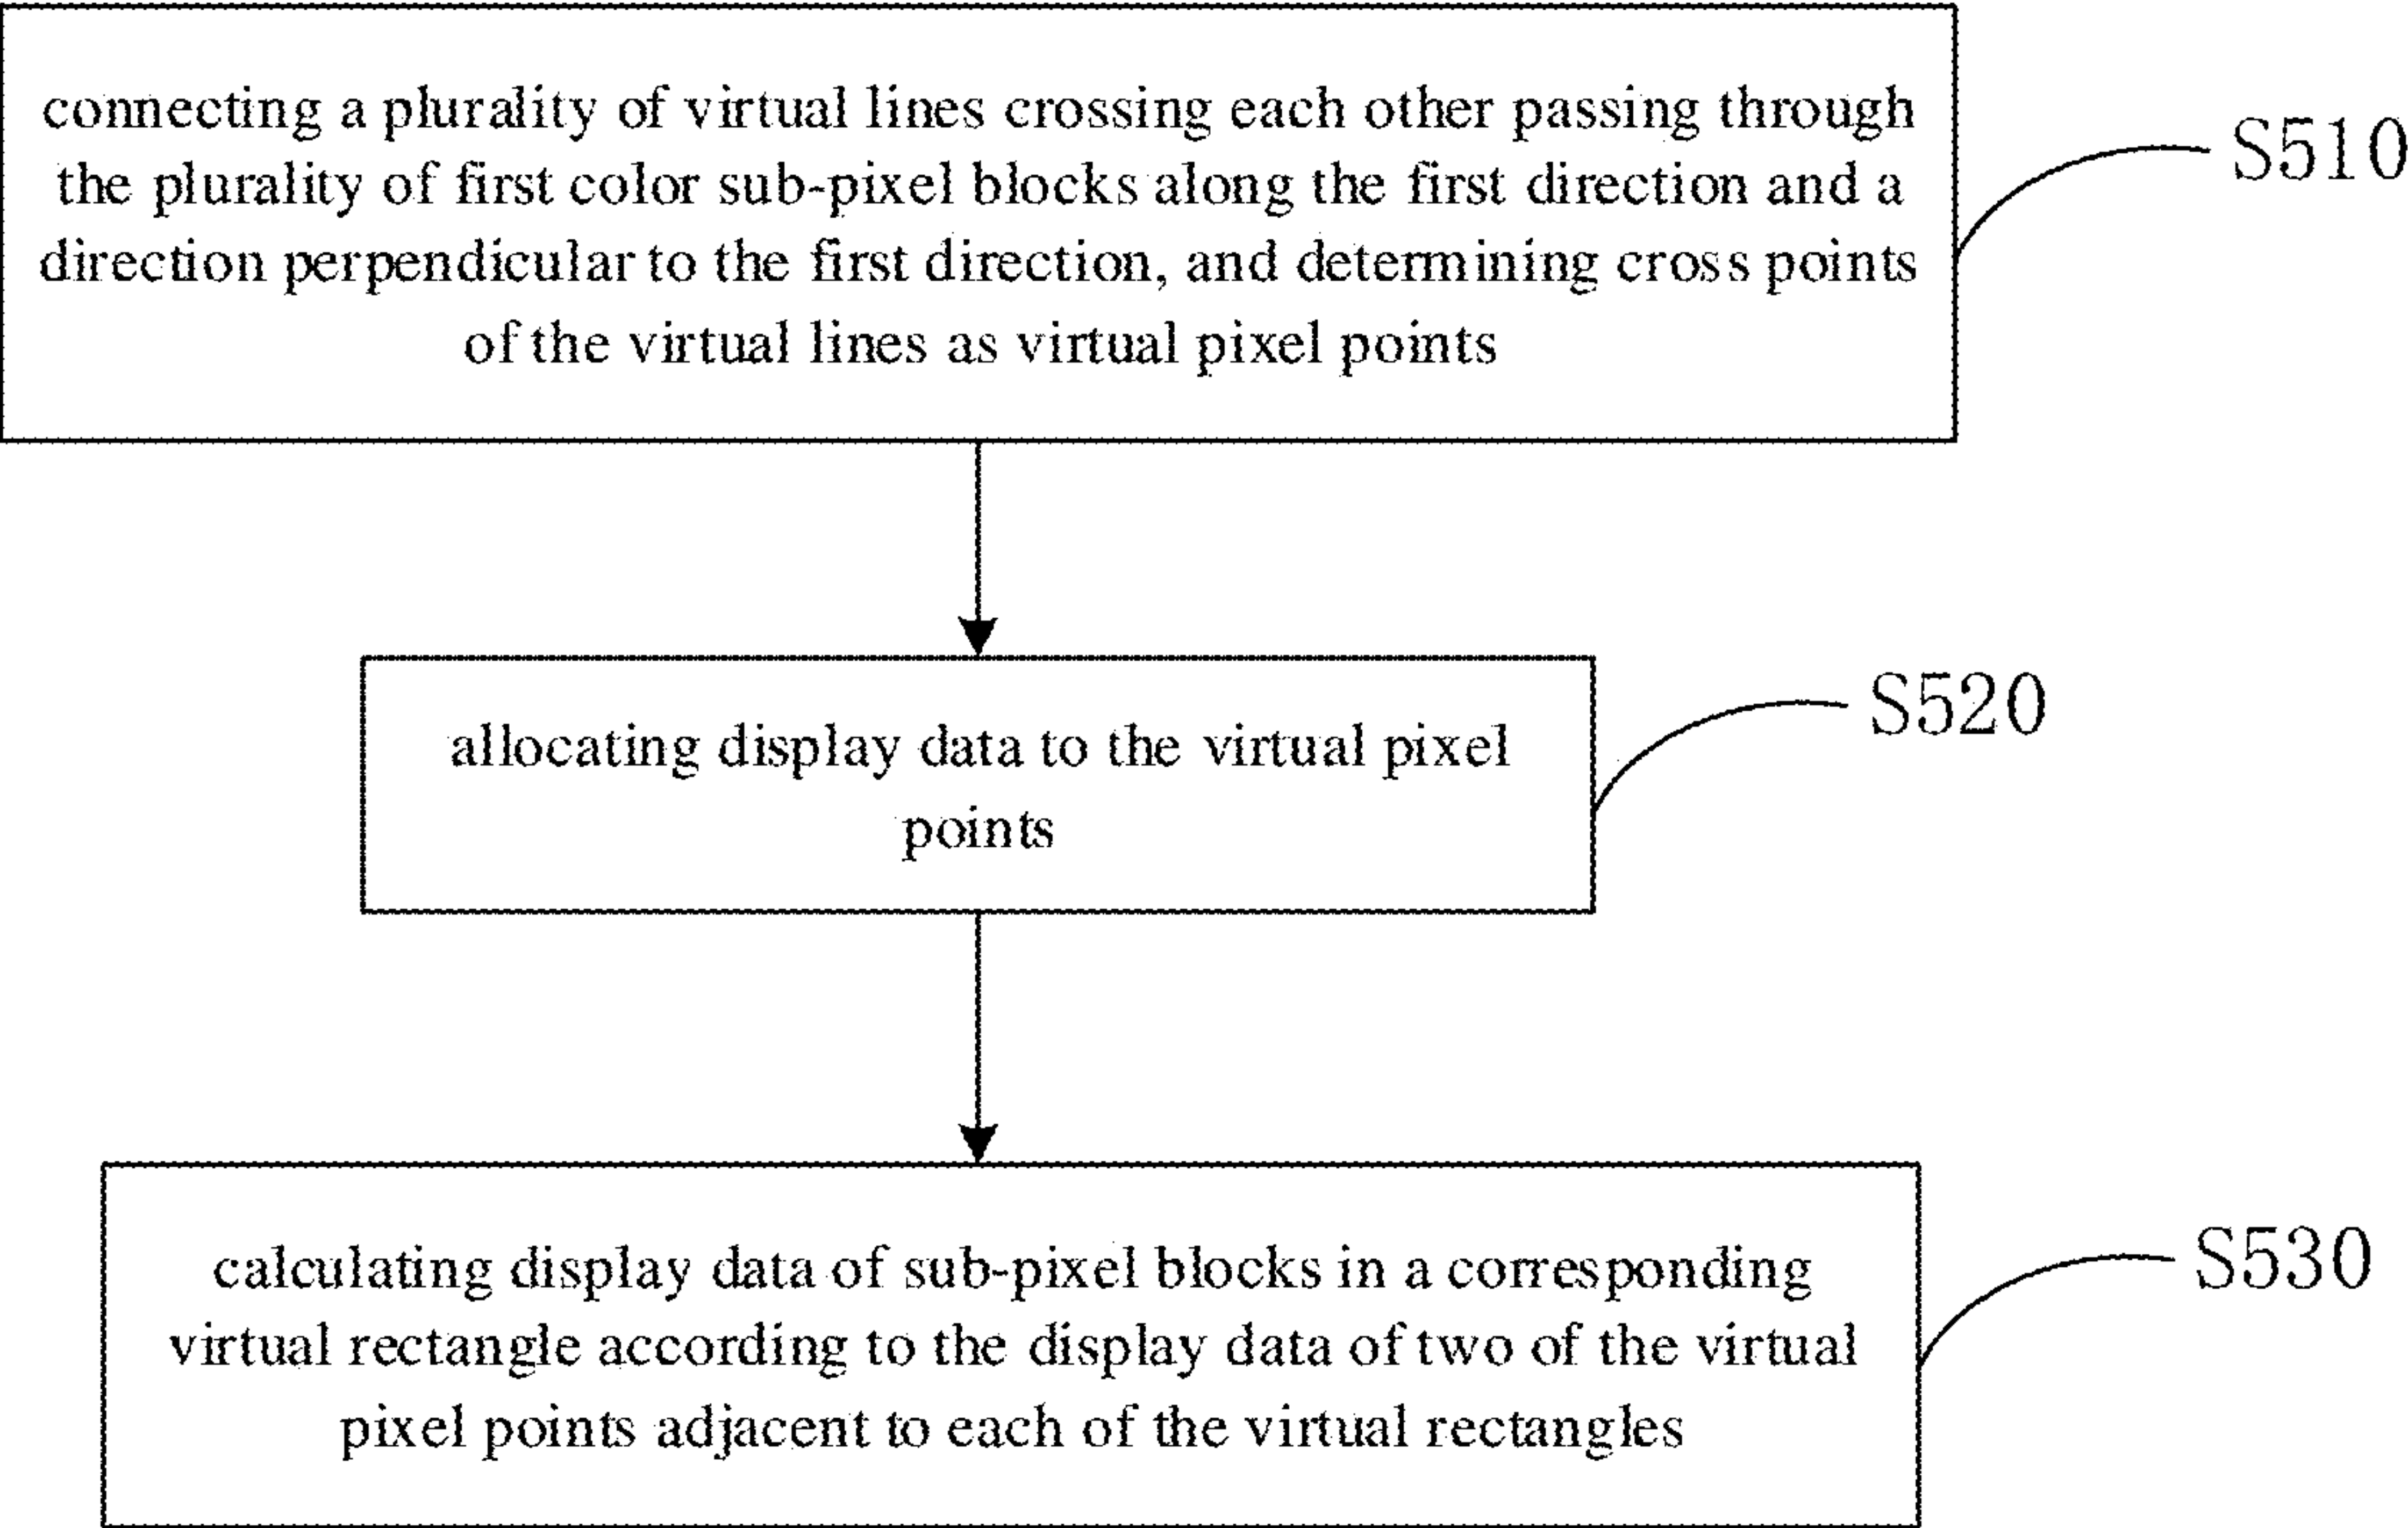 connecting a plurality of virtual lines crossing each other passing through
the plurality of first color sub-pixel blocks along the first direction and a
direction perpendicular to the first direction, and determining cross points
of the virtual lines as virtual pixel points
S510
allocating display data to the virtual pixel
points
S520
calculating display data of sub-pixel blocks in a corresponding
virtual rectangle according to the display data of two of the virtual
pixel points adjacent to each of the virtual rectangles
S530